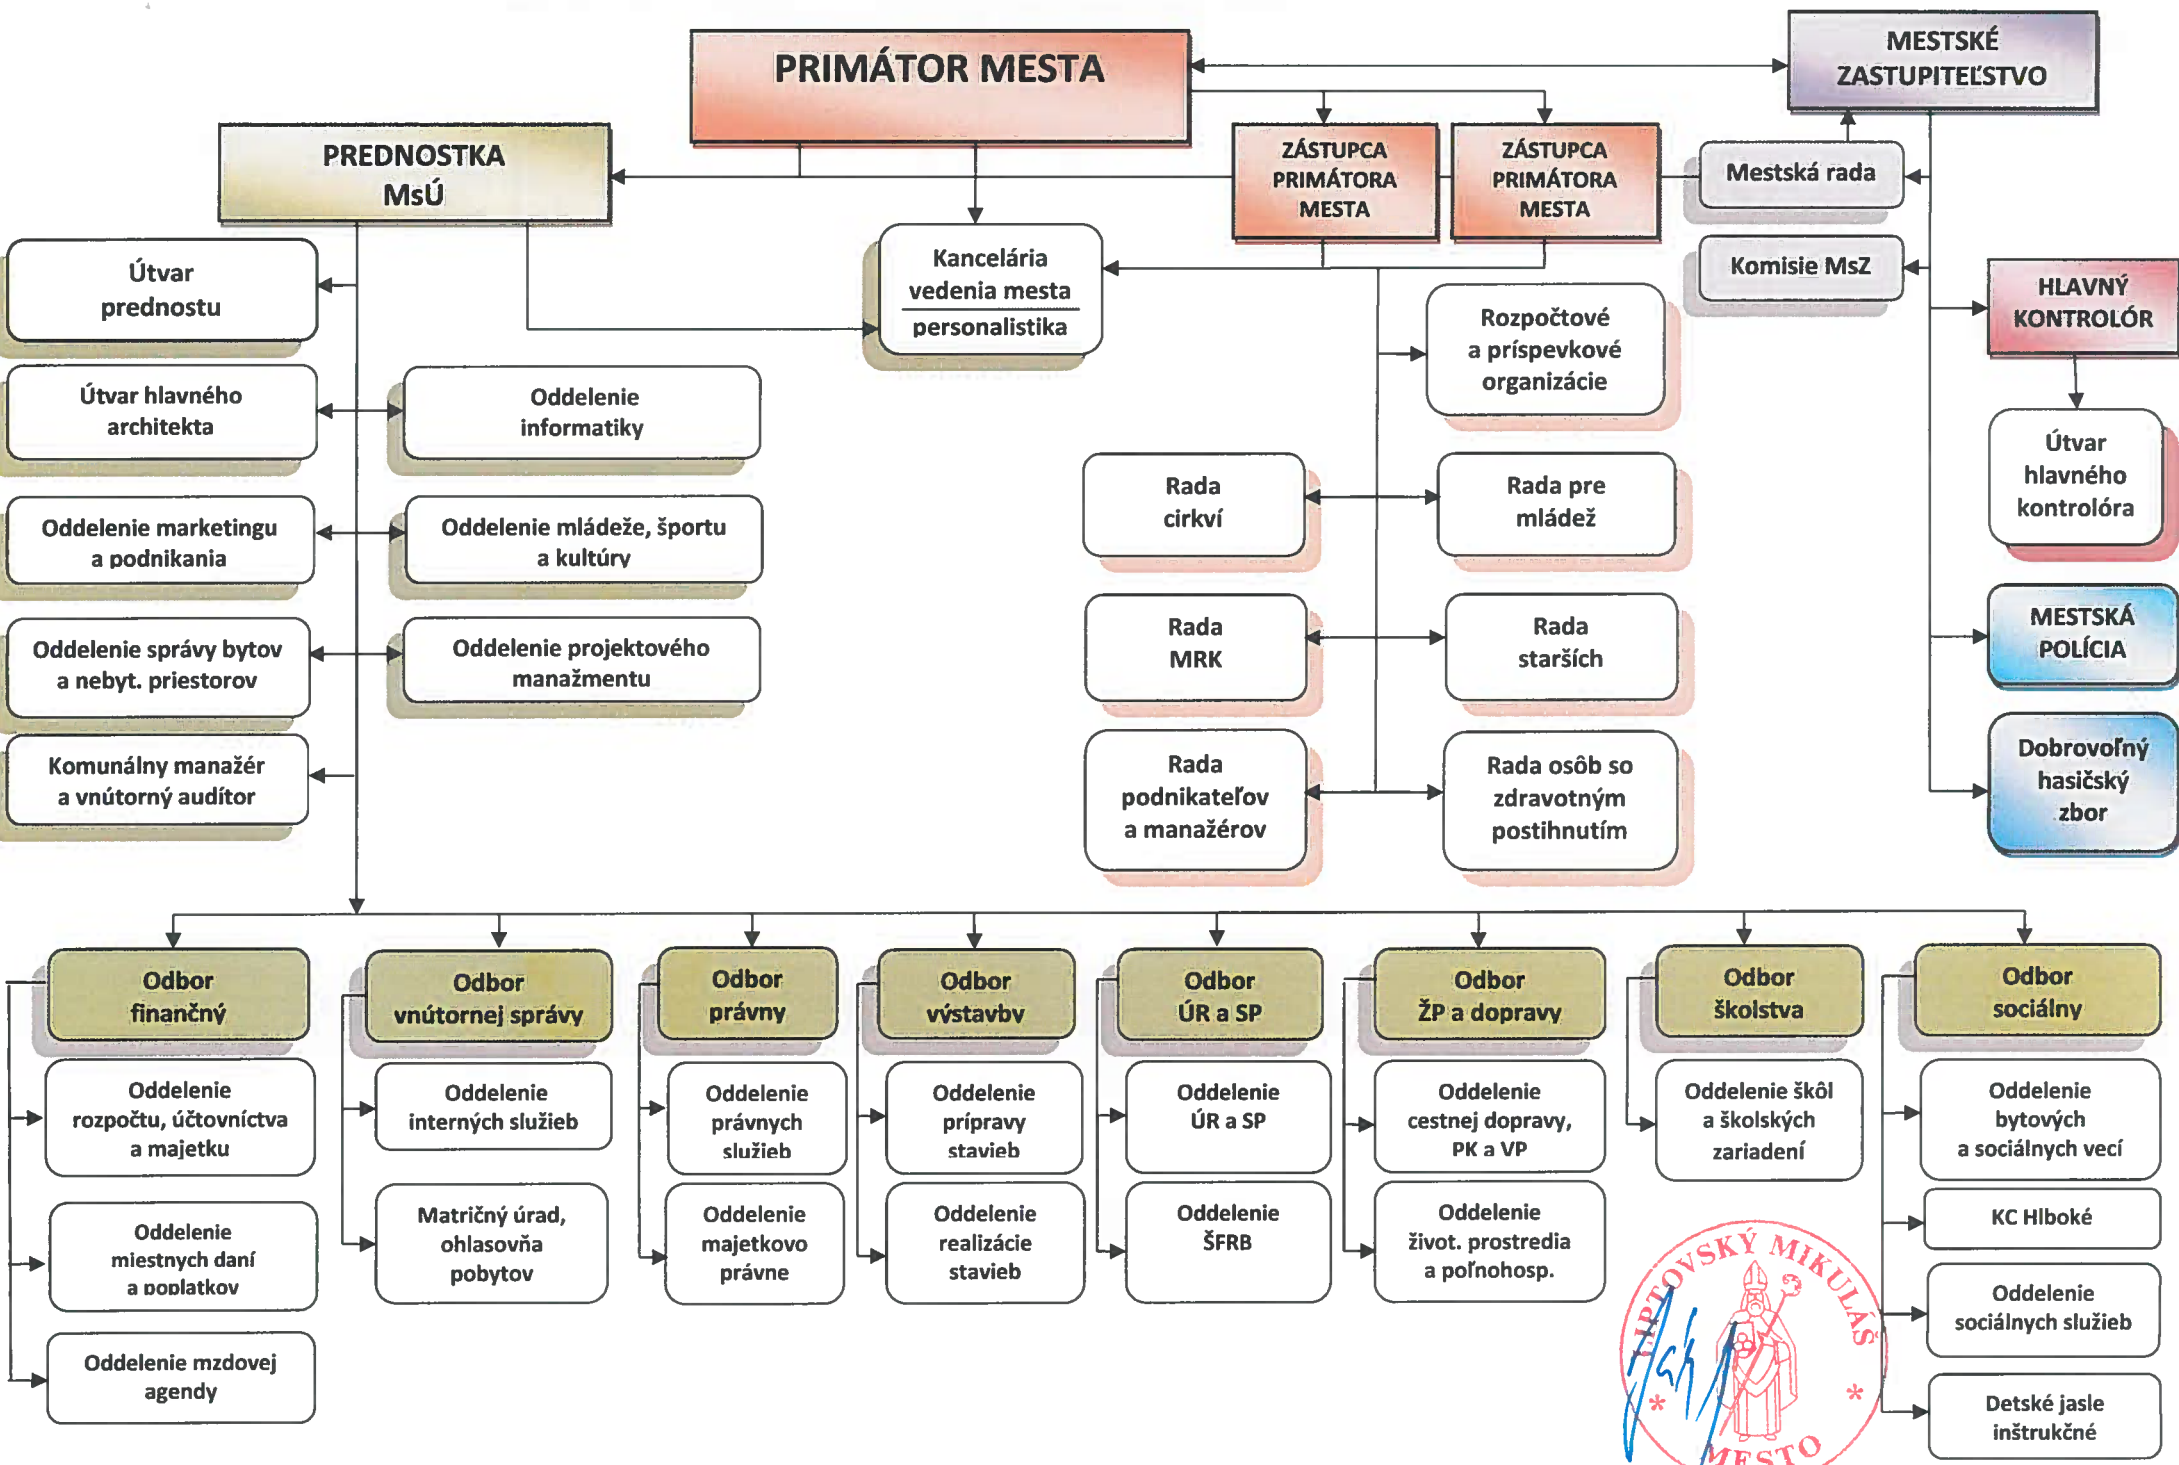 PRIMÁTOR MESTA
MESTSKÉ
ZASTUPITEĽSTVO
PREDNOSTKA
MsÚ
ZÁSTUPCA
PRIMÁTORA
MESTA
ZÁSTUPCA
PRIMÁTORA
MESTA
Mestská rada
Komisie MsZ
Kancelária
vedenia mesta
personalistika
HLAVNÝ
KONTROLÓR
Útvar
hlavného
kontrolóra
MESTSKÁ
POLÍCIA
Dobrovoľný
hasičský
zbor
Útvar
prednostu
Útvar hlavného
architekta
Oddelenie
informatiky
Oddelenie marketingu
a podnikania
Oddelenie mládeže, športu
a kultúry
Oddelenie správy bytov
a nebyt. priestorov
Oddelenie projektového
manažmentu
Komunálny manažér
a vnútorný audítor
Rozpočtové
a príspevkové
organizácie
Rada
cirkví
Rada pre
mládež
Rada
MRK
Rada
starších
Rada
podnikateľov
a manažérov
Rada osôb so
zdravotným
postihnutím
Odbor
finančný
Oddelenie
rozpočtu, účtovníctva
a majetku
Oddelenie
miestnych daní
a poplatkov
Oddelenie mzdovej
agendy
Odbor
vnútornej správy
Oddelenie
interných služieb
Matričný úrad,
ohlasovňa
pobytov
Odbor
právny
Oddelenie
právnych
služieb
Oddelenie
majetkovo
právne
Odbor
výstavby
Oddelenie
prípravy
stavieb
Oddelenie
realizácie
stavieb
Odbor
ÚR a SP
Oddelenie
ÚR a SP
Oddelenie
ŠFRB
Odbor
ŽP a dopravy
Oddelenie
cestnej dopravy,
PK a VP
Oddelenie
život. prostredia
a poľnohosp.
Odbor
školstva
Oddelenie škôl
a školských
zariadení
Odbor
sociálny
Oddelenie
bytových
a sociálnych vecí
KC Hlboké
Oddelenie
sociálnych služieb
Detské jasle
inštrukčné
LIPTOVSKÝ MIKULÁŠ
* MESTO *